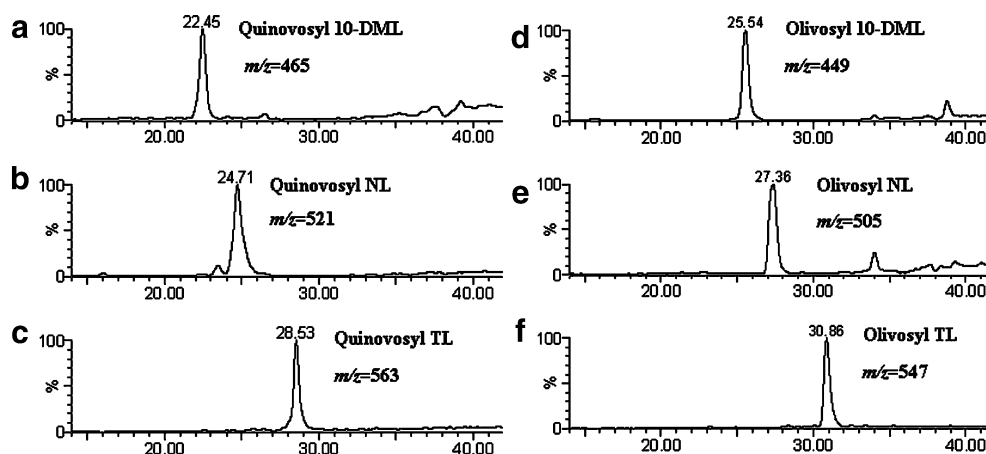 a
100
%
0
22.45
Quinovosyl 10-DML
m/z=465
20.00 30.00 40.00
b
100
%
0
24.71
Quinovosyl NL
m/z=521
20.00 30.00 40.00
c
100
%
0
28.53
Quinovosyl TL
m/z=563
20.00 30.00 40.00
d
100
%
0
25.54
Olivosyl 10-DML
m/z=449
20.00 30.00 40.00
e
100
%
0
27.36
Olivosyl NL
m/z=505
20.00 30.00 40.00
f
100
%
0
30.86
Olivosyl TL
m/z=547
20.00 30.00 40.00